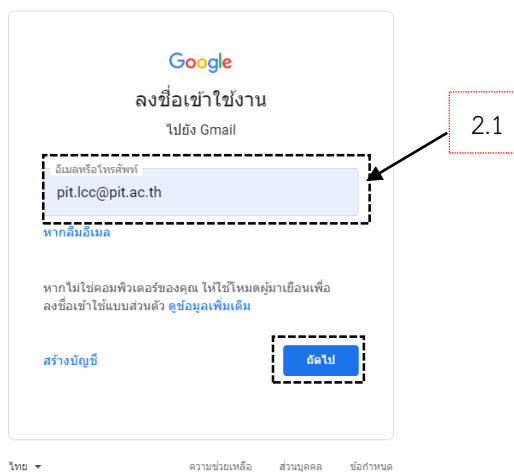 Google
ลงชื่อเข้าใช้งาน
ไปยัง Gmail
2.1
อีเมลหรือโทรศัพท์
pit.lcc@pit.ac.th
หากลืมอีเมล
หากไม่ใช่คอมพิวเตอร์ของคุณ ให้ใช้โหมดผู้มาเยือนเพื่อ
ลงชื่อเข้าใช้แบบส่วนตัว ดูข้อมูลเพิ่มเติม
สร้างบัญชี ถัดไป
ไทย ความช่วยเหลือ ส่วนบุคคล ข้อกำหนด